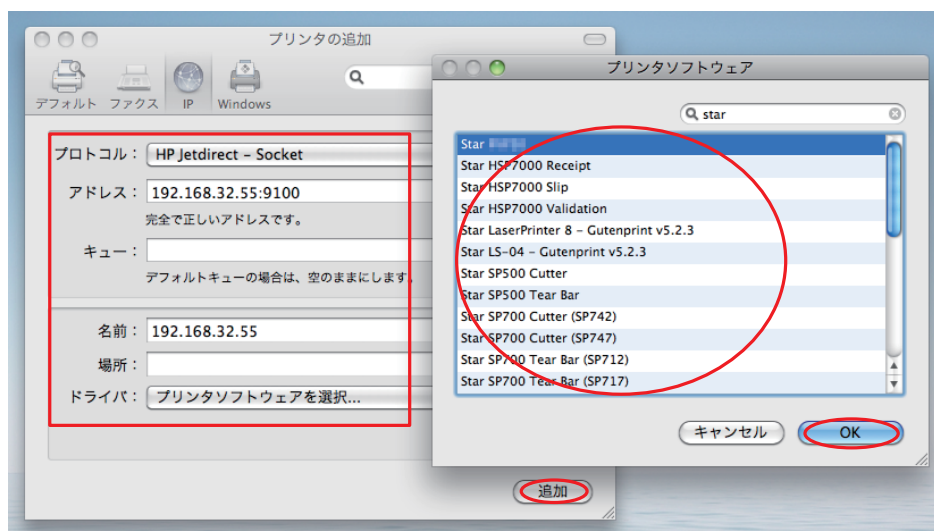 プリンタの追加
デフォルト ファクス IP Windows
プロトコル： HP Jetdirect – Socket
アドレス： 192.168.32.55:9100
完全で正しいアドレスです。
キュー：
デフォルトキューの場合は、空のままにします。
名前： 192.168.32.55
場所：
ドライバ： プリンタソフトウェアを選択...
追加
プリンタソフトウェア
star
Star
Star HSP7000 Receipt
Star HSP7000 Slip
Star HSP7000 Validation
Star LaserPrinter 8 – Gutenprint v5.2.3
Star LS–04 – Gutenprint v5.2.3
Star SP500 Cutter
Star SP500 Tear Bar
Star SP700 Cutter (SP742)
Star SP700 Cutter (SP747)
Star SP700 Tear Bar (SP712)
Star SP700 Tear Bar (SP717)
キャンセル OK